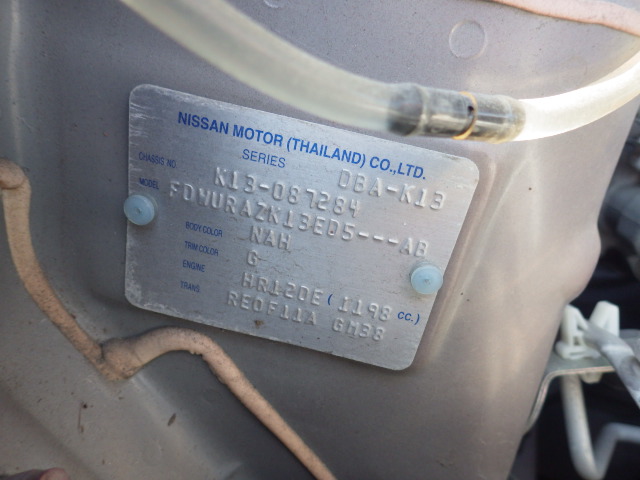 NISSAN MOTOR (THAILAND) CO.,LTD.
SERIES DBA-K13
CHASSIS NO K13-087284
MODEL FDWURAZK13ED5---AB
BODY COLOR NAH
TRIM COLOR G
ENGINE HR12DE (1198 CC.)
TRANS RE0F11A GM38